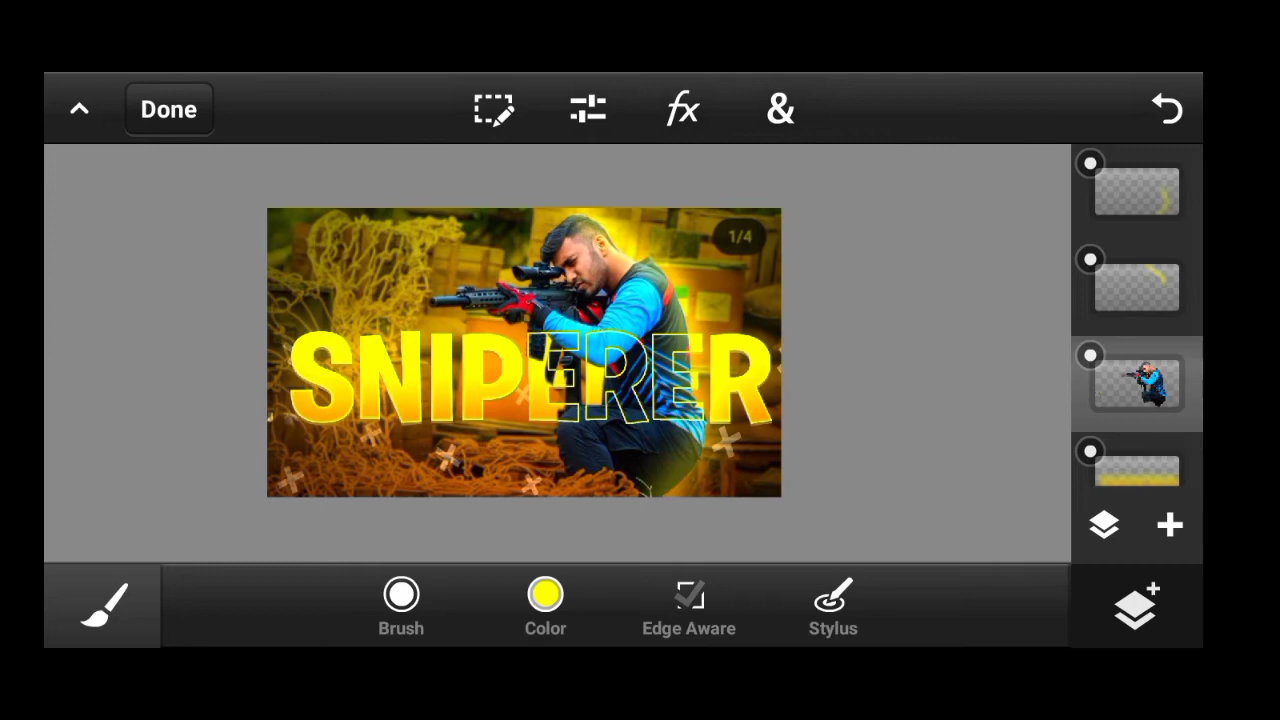 Done
fx
&
1/4
SNIPERER
Brush
Color
Edge Aware
Stylus